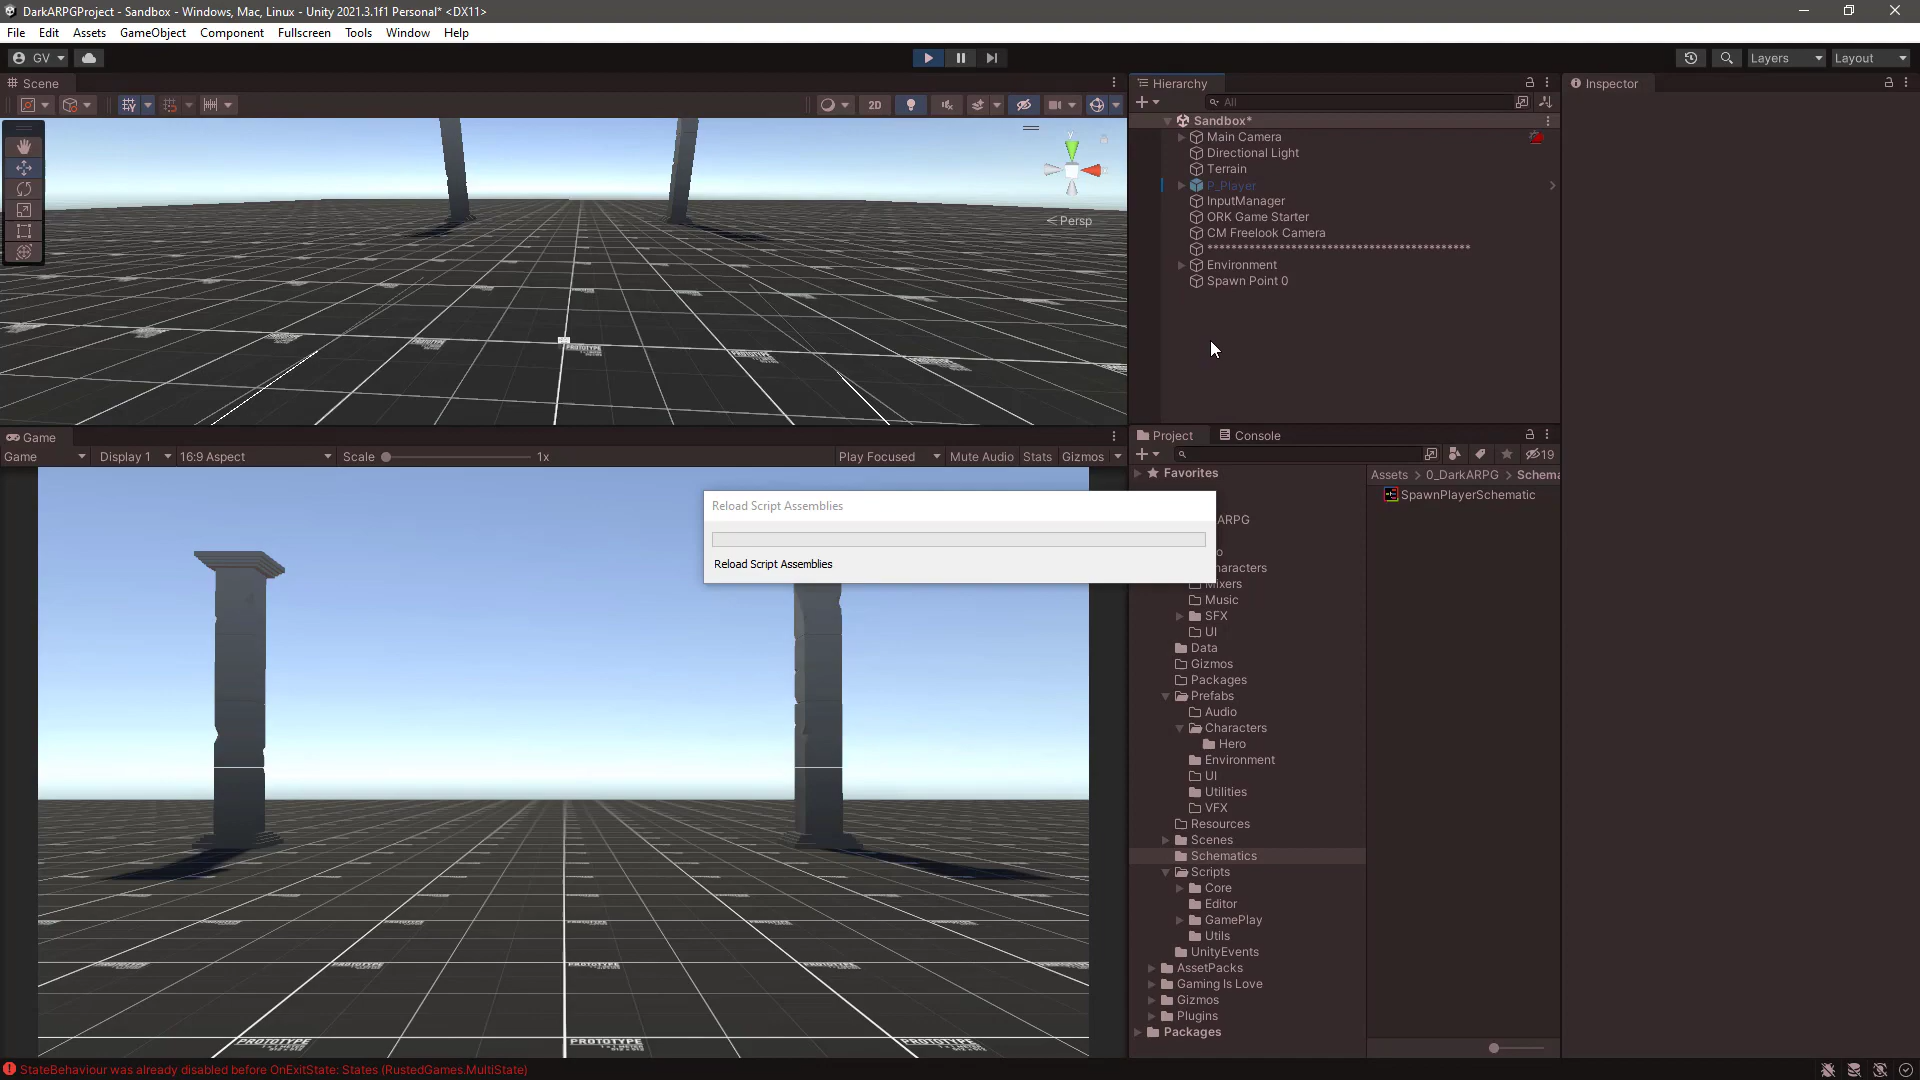 DarkARPGProject - Sandbox - Windows, Mac, Linux - Unity 2021.3.1f1 Personal* <DX11>
File Edit Assets GameObject Component Fullscreen Tools Window Help
GV
Layers
Layout
Scene
2D
y
< Persp
Hierarchy
All
Sandbox*
Main Camera
Directional Light
Terrain
P_Player
InputManager
ORK Game Starter
CM Freelook Camera
******************************************
Environment
Spawn Point 0
Inspector
Game
Game Display 1 16:9 Aspect Scale 1x Play Focused Mute Audio Stats Gizmos
Reload Script Assemblies
Reload Script Assemblies
PROTOTYPE
PROTOTYPE
PROTOTYPE
Project Console
19
Favorites
ARPG
o
haracters
Mixers
Music
SFX
UI
Data
Gizmos
Packages
Prefabs
Audio
Characters
Hero
Environment
UI
Utilities
VFX
Resources
Scenes
Schematics
Scripts
Core
Editor
GamePlay
Utils
UnityEvents
AssetPacks
Gaming Is Love
Gizmos
Plugins
Packages
Assets > 0_DarkARPG > Schema
SpawnPlayerSchematic
StateBehaviour was already disabled before OnExitState: States (RustedGames.MultiState)